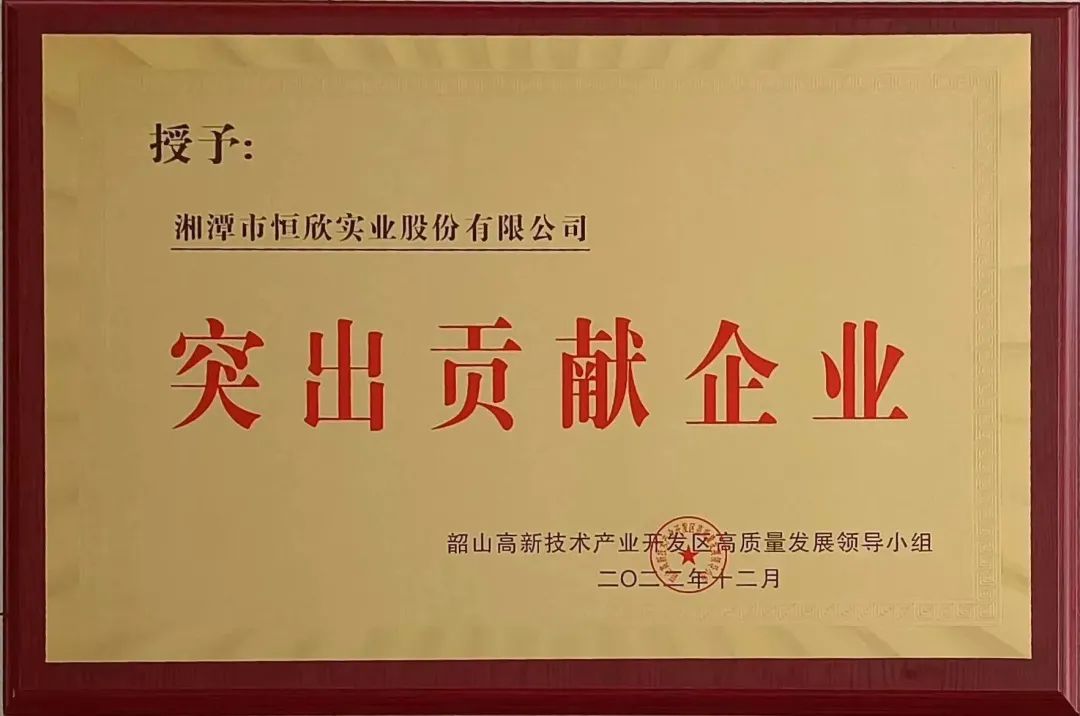 授予:
湘潭市恒欣实业股份有限公司
突出贡献企业
韶山高新技术产业开发区高质量发展领导小组
二〇二二年十二月